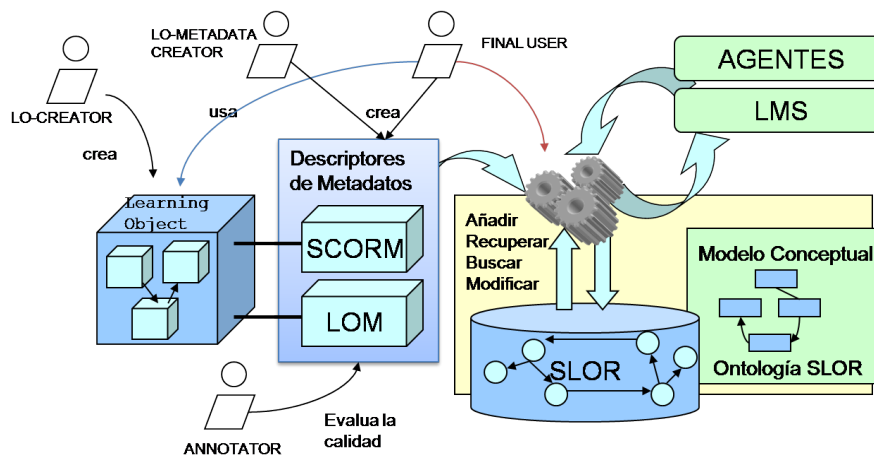 LO-METADATA
CREATOR
FINAL USER
AGENTES
LMS
LO-CREATOR
usa
crea
crea
Descriptores
de Metadatos
Learning
Object
SCORM
LOM
Añadir
Recuperar
Buscar
Modificar
Modelo Conceptual
Ontología SLOR
SLOR
ANNOTATOR
Evalua la
calidad